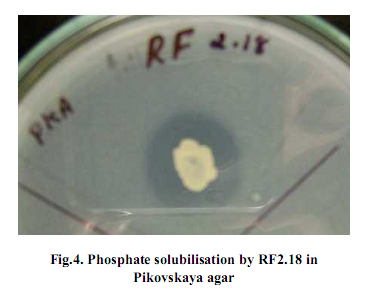 RF 2.18
PKA
Fig.4. Phosphate solubilisation by RF2.18 in
Pikovskaya agar